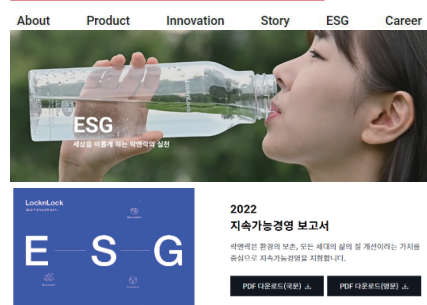 About Product Innovation Story ESG Career
ESG
세상을 이롭게 하는 락앤락의 실천
LocknLock
E S G
2022
지속가능경영 보고서
락앤락은 환경의 보존, 모든 세대의 삶의 질 개선이라는 가치를
중심으로 지속가능경영을 지향합니다.
PDF 다운로드(국문) PDF 다운로드(영문)